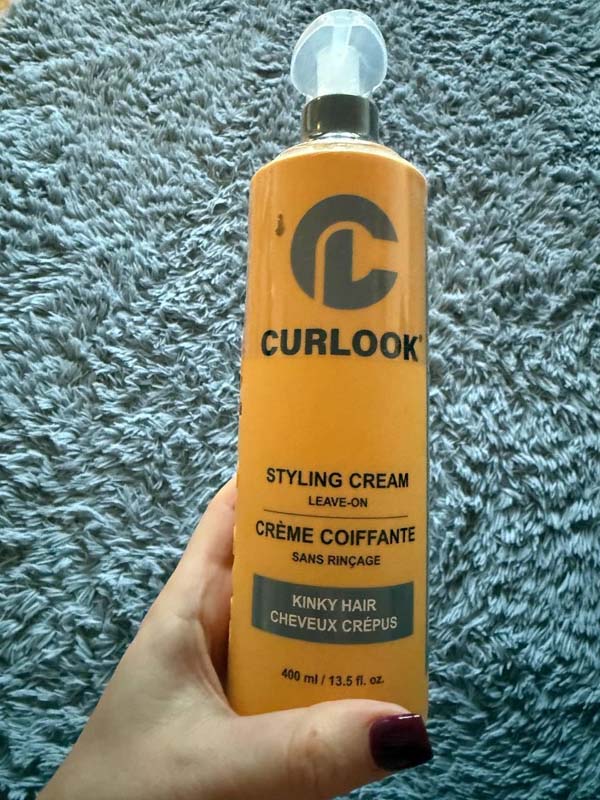 CURLOOK®
STYLING CREAM
LEAVE-ON
CRÈME COIFFANTE
SANS RINÇAGE
KINKY HAIR
CHEVEUX CRÉPUS
400 ml / 13.5 fl. oz.